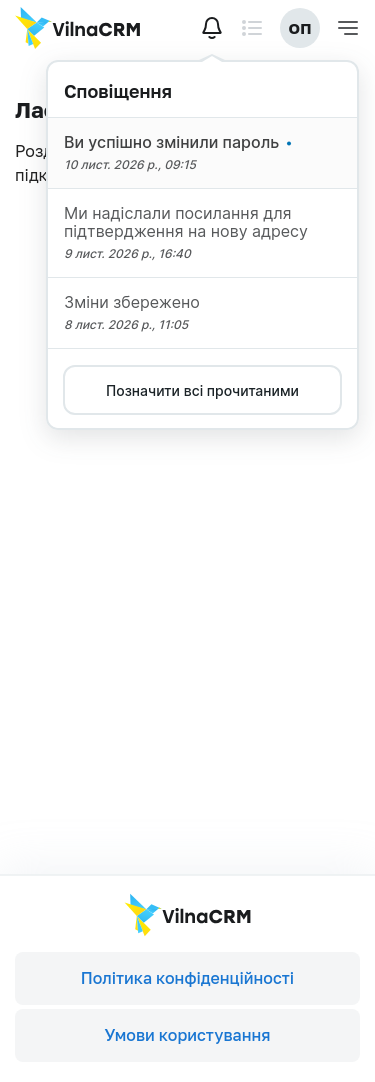 VilnaCRM
ОП
Сповіщення
Ви успішно змінили пароль
10 лист. 2026 р., 09:15
Ми надіслали посилання для
підтвердження на нову адресу
9 лист. 2026 р., 16:40
Зміни збережено
8 лист. 2026 р., 11:05
Позначити всі прочитаними
VilnaCRM
Політика конфіденційності
Умови користування